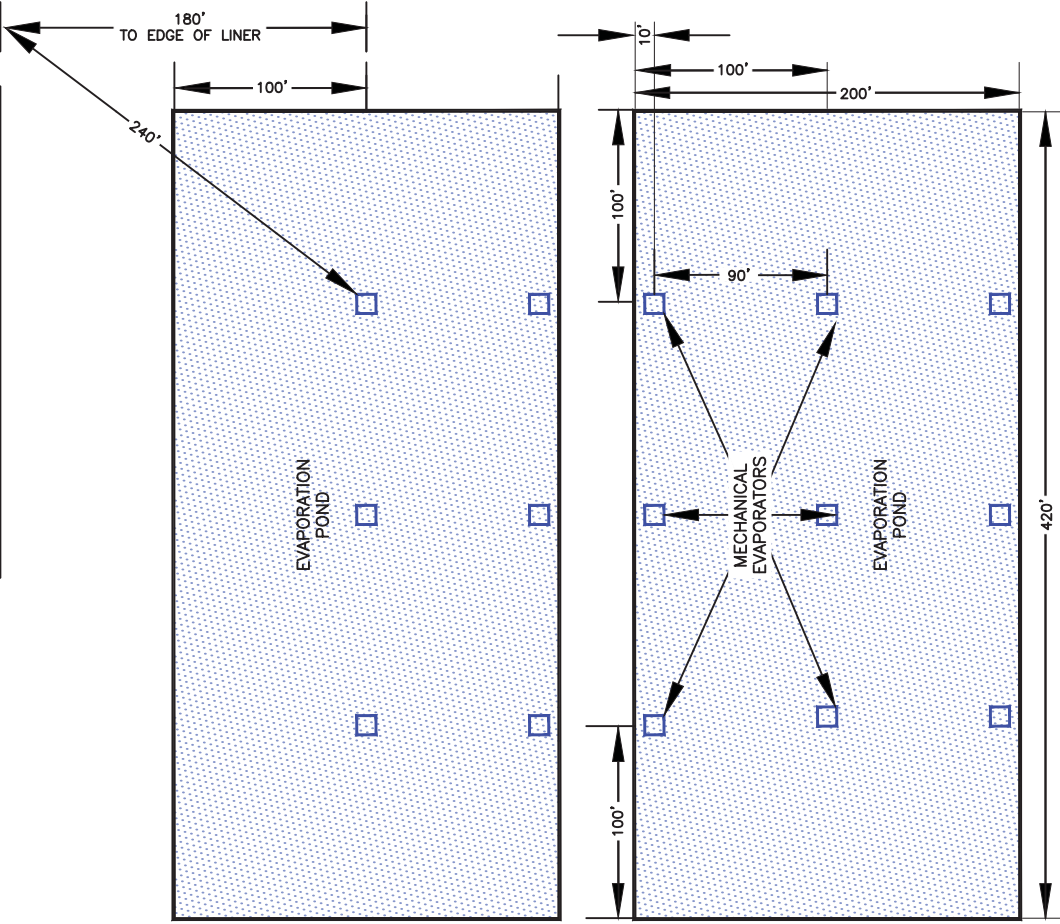 180'
TO EDGE OF LINER
100'
240'
EVAPORATION
POND
10'
100'
200'
100'
90'
MECHANICAL
EVAPORATORS
EVAPORATION
POND
420'
100'